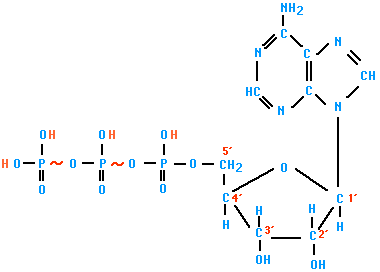 NH2
C
N C N
HC C CH
N N
OH OH OH
HO P ~ O P ~ O P O 5´ CH2 O
O O O C 4´ C 1´
H H H H
C 3´ C 2´
OH OH